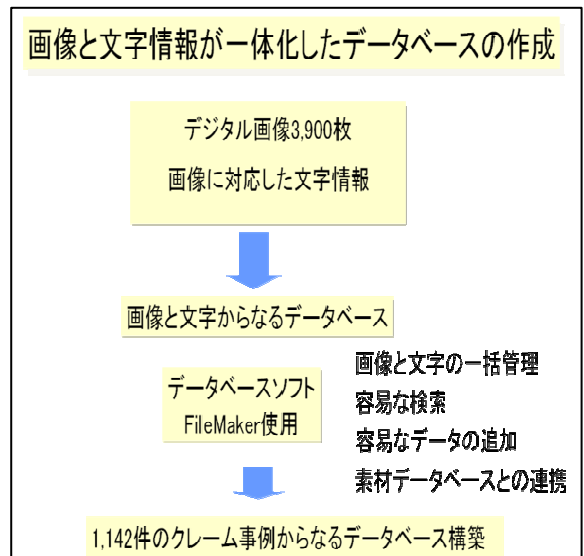 画像と文字情報が一体化したデータベースの作成
デジタル画像3,900枚
画像に対応した文字情報
画像と文字からなるデータベース
データベースソフト
FileMaker使用
画像と文字の一括管理
容易な検索
容易なデータの追加
素材データベースとの連携
1,142件のクレーム事例からなるデータベース構築